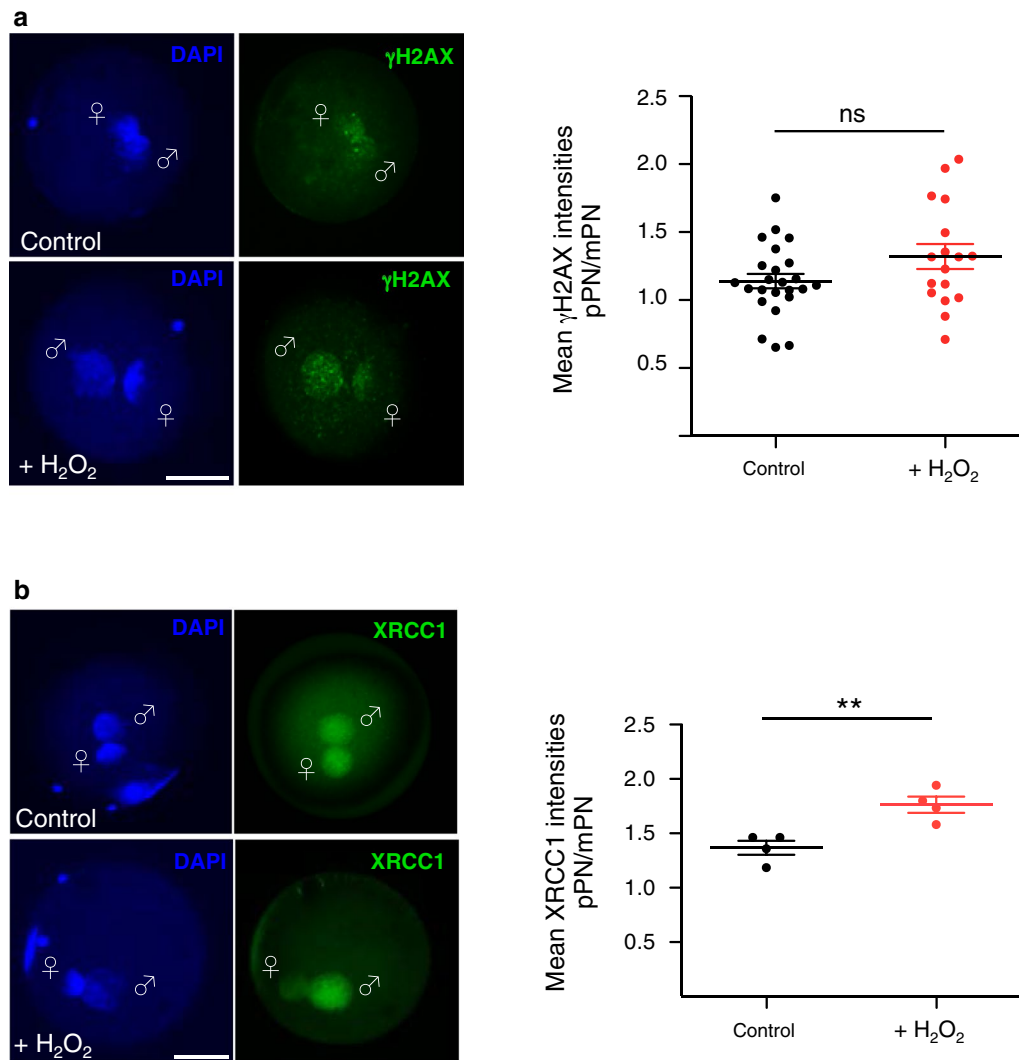 a
DAPI
γH2AX
♀
♂
♀
♂
Control
DAPI
γH2AX
♂
♀
♂
♀
+ H₂O₂
Mean γH2AX intensities
pPN/mPN
2.5
2.0
1.5
1.0
0.5
ns
Control
+ H₂O₂
b
DAPI
XRCC1
♂
♀
♂
♀
Control
DAPI
XRCC1
♀
♂
♀
♂
+ H₂O₂
Mean XRCC1 intensities
pPN/mPN
2.5
2.0
1.5
1.0
0.5
**
Control
+ H₂O₂